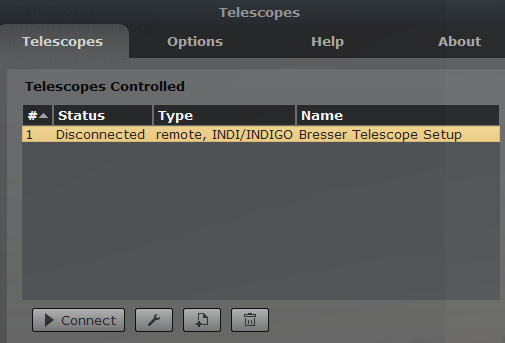 Telescopes
Telescopes Options Help About
Telescopes Controlled
# Status Type Name
1 Disconnected remote, INDI/INDIGO Bresser Telescope Setup
Connect